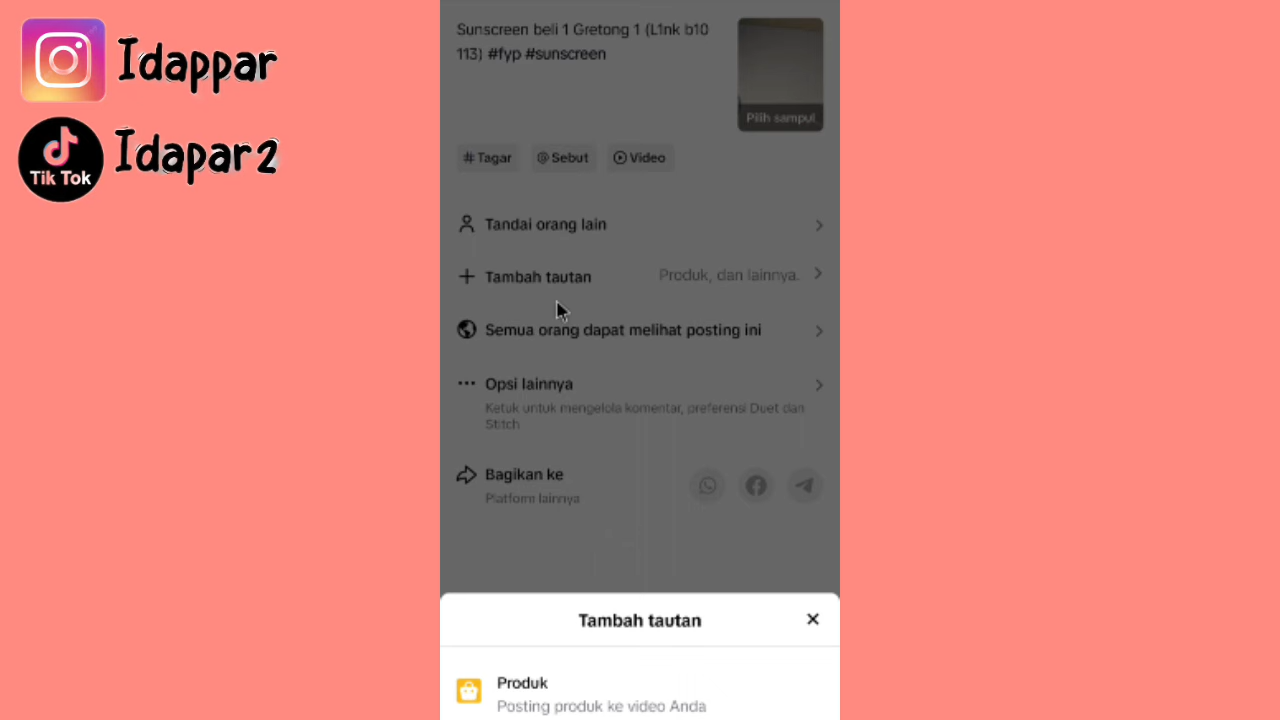 Idappar
Tik Tok
Idapar2
Sunscreen beli 1 Gretong 1 (L1nk b10
113) #fyp #sunscreen
Pilih sampul
# Tagar
@ Sebut
Video
Tandai orang lain
Tambah tautan
Produk, dan lainnya.
Semua orang dapat melihat posting ini
Opsi lainnya
Ketuk untuk mengelola komentar, preferensi Duet dan
Stitch
Bagikan ke
Platform lainnya
Tambah tautan
Produk
Posting produk ke video Anda